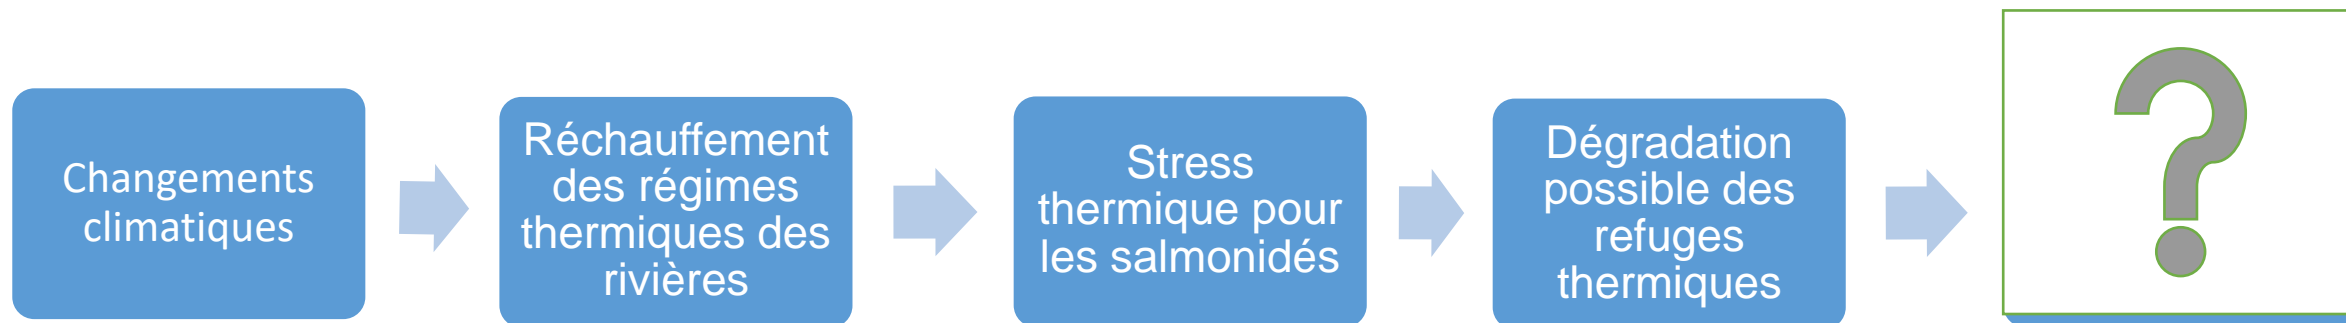 Changements
climatiques
Réchauffement
des régimes
thermiques des
rivières
Stress
thermique pour
les salmonidés
Dégradation
possible des
refuges
thermiques
?